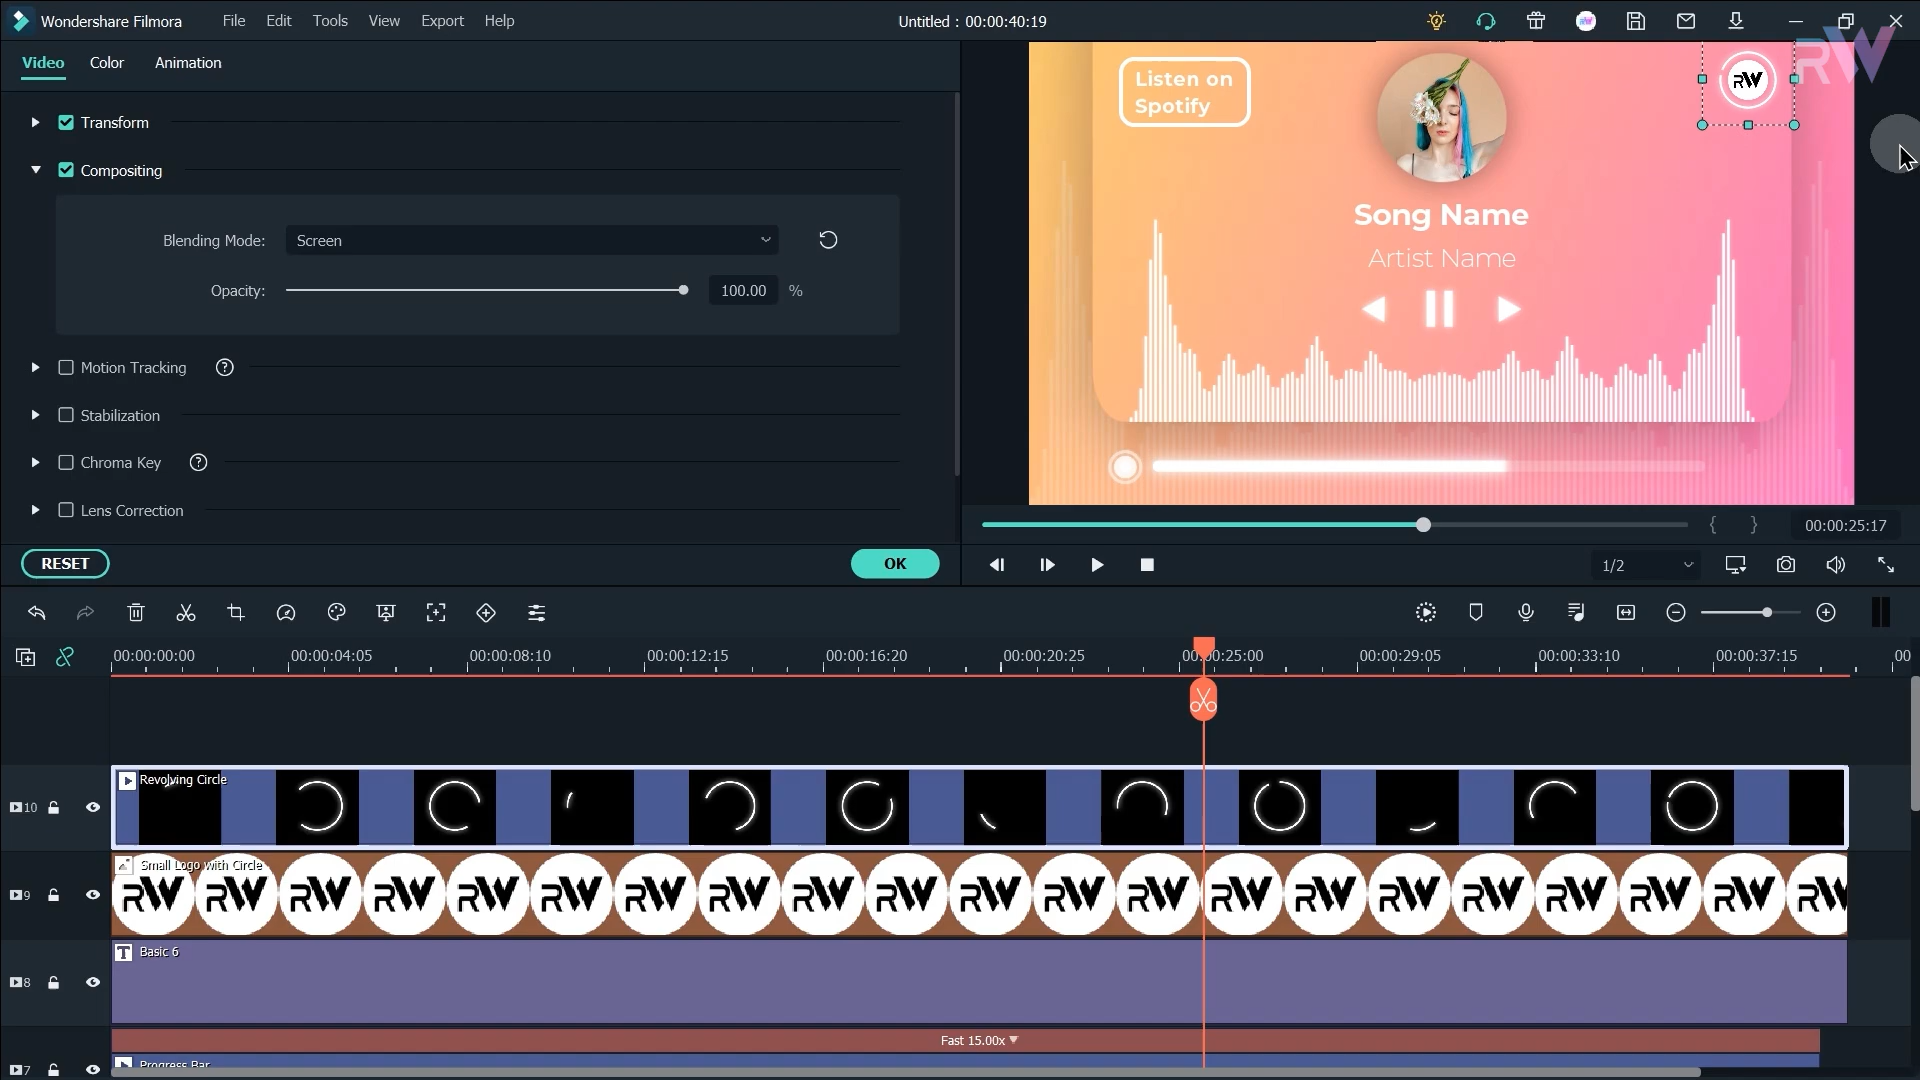 Wondershare Filmora File Edit Tools View Export Help Untitled : 00:00:40:19
RW
Video Color Animation
Transform
Compositing
Blending Mode: Screen
Opacity: 100.00 %
Motion Tracking ?
Stabilization
Chroma Key ?
Lens Correction
RESET OK
Listen on
Spotify
RW
Song Name
Artist Name
{ } 00:00:25:17
1/2
00:00:00:00 00:00:04:05 00:00:08:10 00:00:12:15 00:00:16:20 00:00:20:25 00:00:25:00 00:00:29:05 00:00:33:10 00:00:37:15 00
10 Revolving Circle
9 Small Logo with Circle
RW RW RW RW RW RW RW RW RW RW RW RW RW RW RW RW RW RW RW RW RW
8 T Basic 6
Fast 15.00x
7 Progress Bar